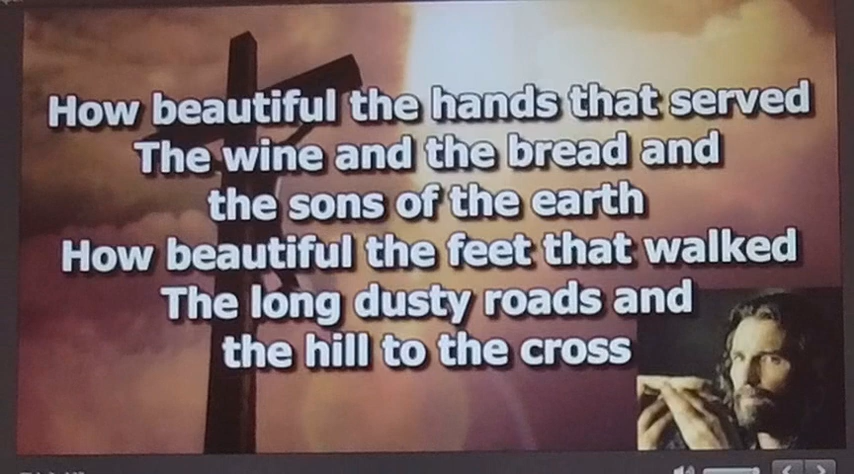 How beautiful the hands that served
The wine and the bread and
the sons of the earth
How beautiful the feet that walked
The long dusty roads and
the hill to the cross